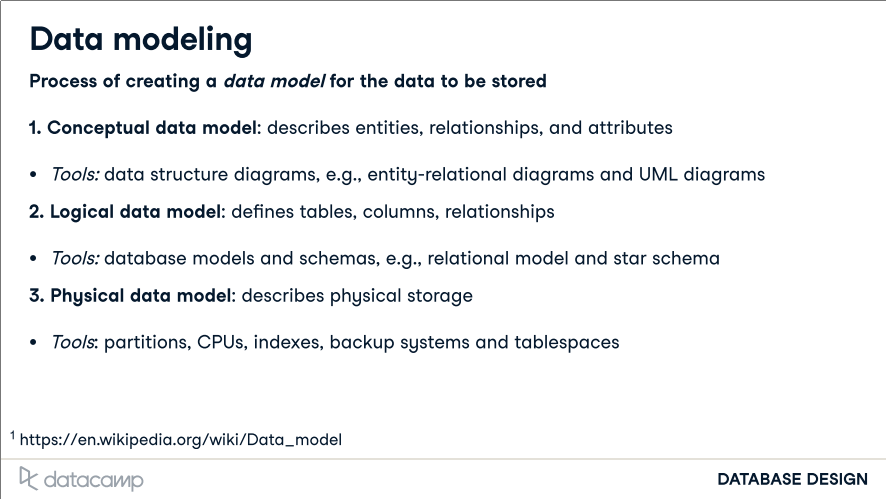 Data modeling
Process of creating a data model for the data to be stored
1. Conceptual data model: describes entities, relationships, and attributes
• Tools: data structure diagrams, e.g., entity-relational diagrams and UML diagrams
2. Logical data model: defines tables, columns, relationships
• Tools: database models and schemas, e.g., relational model and star schema
3. Physical data model: describes physical storage
• Tools: partitions, CPUs, indexes, backup systems and tablespaces
1 https://en.wikipedia.org/wiki/Data_model
datacamp
DATABASE DESIGN